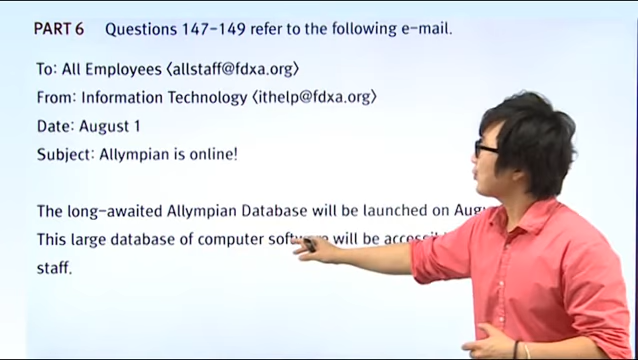 PART 6 Questions 147-149 refer to the following e-mail.
To: All Employees 〈allstaff@fdxa.org〉
From: Information Technology 〈ithelp@fdxa.org〉
Date: August 1
Subject: Allympian is online!
The long-awaited Allympian Database will be launched on
This large database of computer software will be
staff.